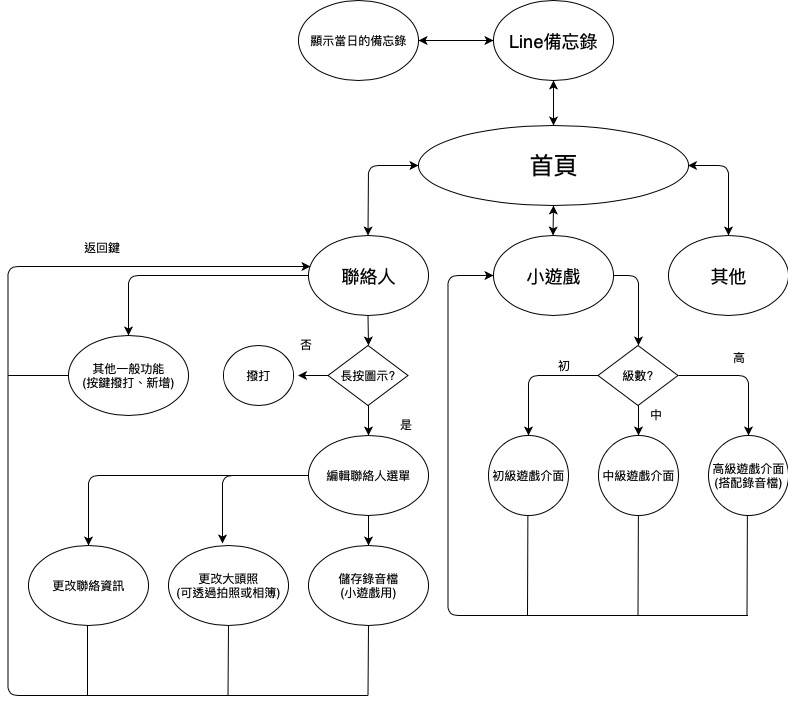 顯示當日的備忘錄
Line備忘錄
首頁
返回鍵
聯絡人
小遊戲
其他
其他一般功能
(按鍵撥打、新增)
撥打
否
長按圖示?
是
初
級數?
高
中
編輯聯絡人選單
初級遊戲介面
中級遊戲介面
高級遊戲介面
(搭配錄音檔)
更改聯絡資訊
更改大頭照
(可透過拍照或相簿)
儲存錄音檔
(小遊戲用)